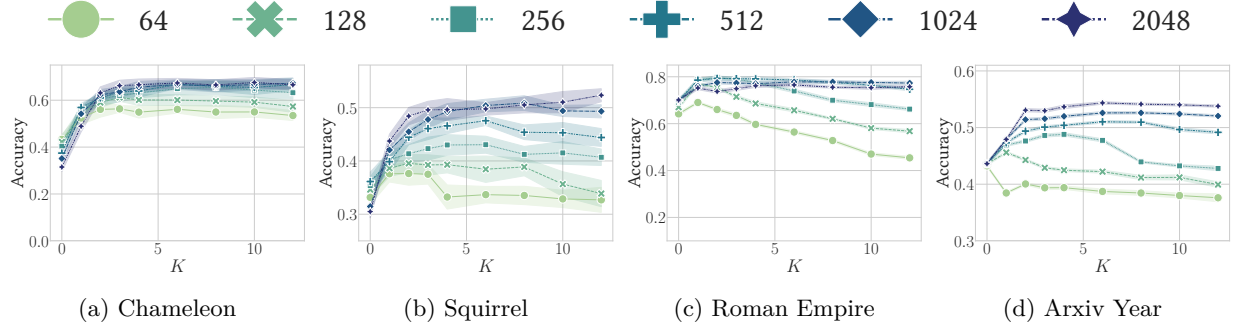 64 128 256 512 1024 2048
Accuracy
0.6
0.4
0.2
0.0
0 5 10
K
(a) Chameleon
Accuracy
0.5
0.4
0.3
0 5 10
K
(b) Squirrel
Accuracy
0.8
0.6
0.4
0.2
0 5 10
K
(c) Roman Empire
Accuracy
0.6
0.5
0.4
0.3
0 5 10
K
(d) Arxiv Year